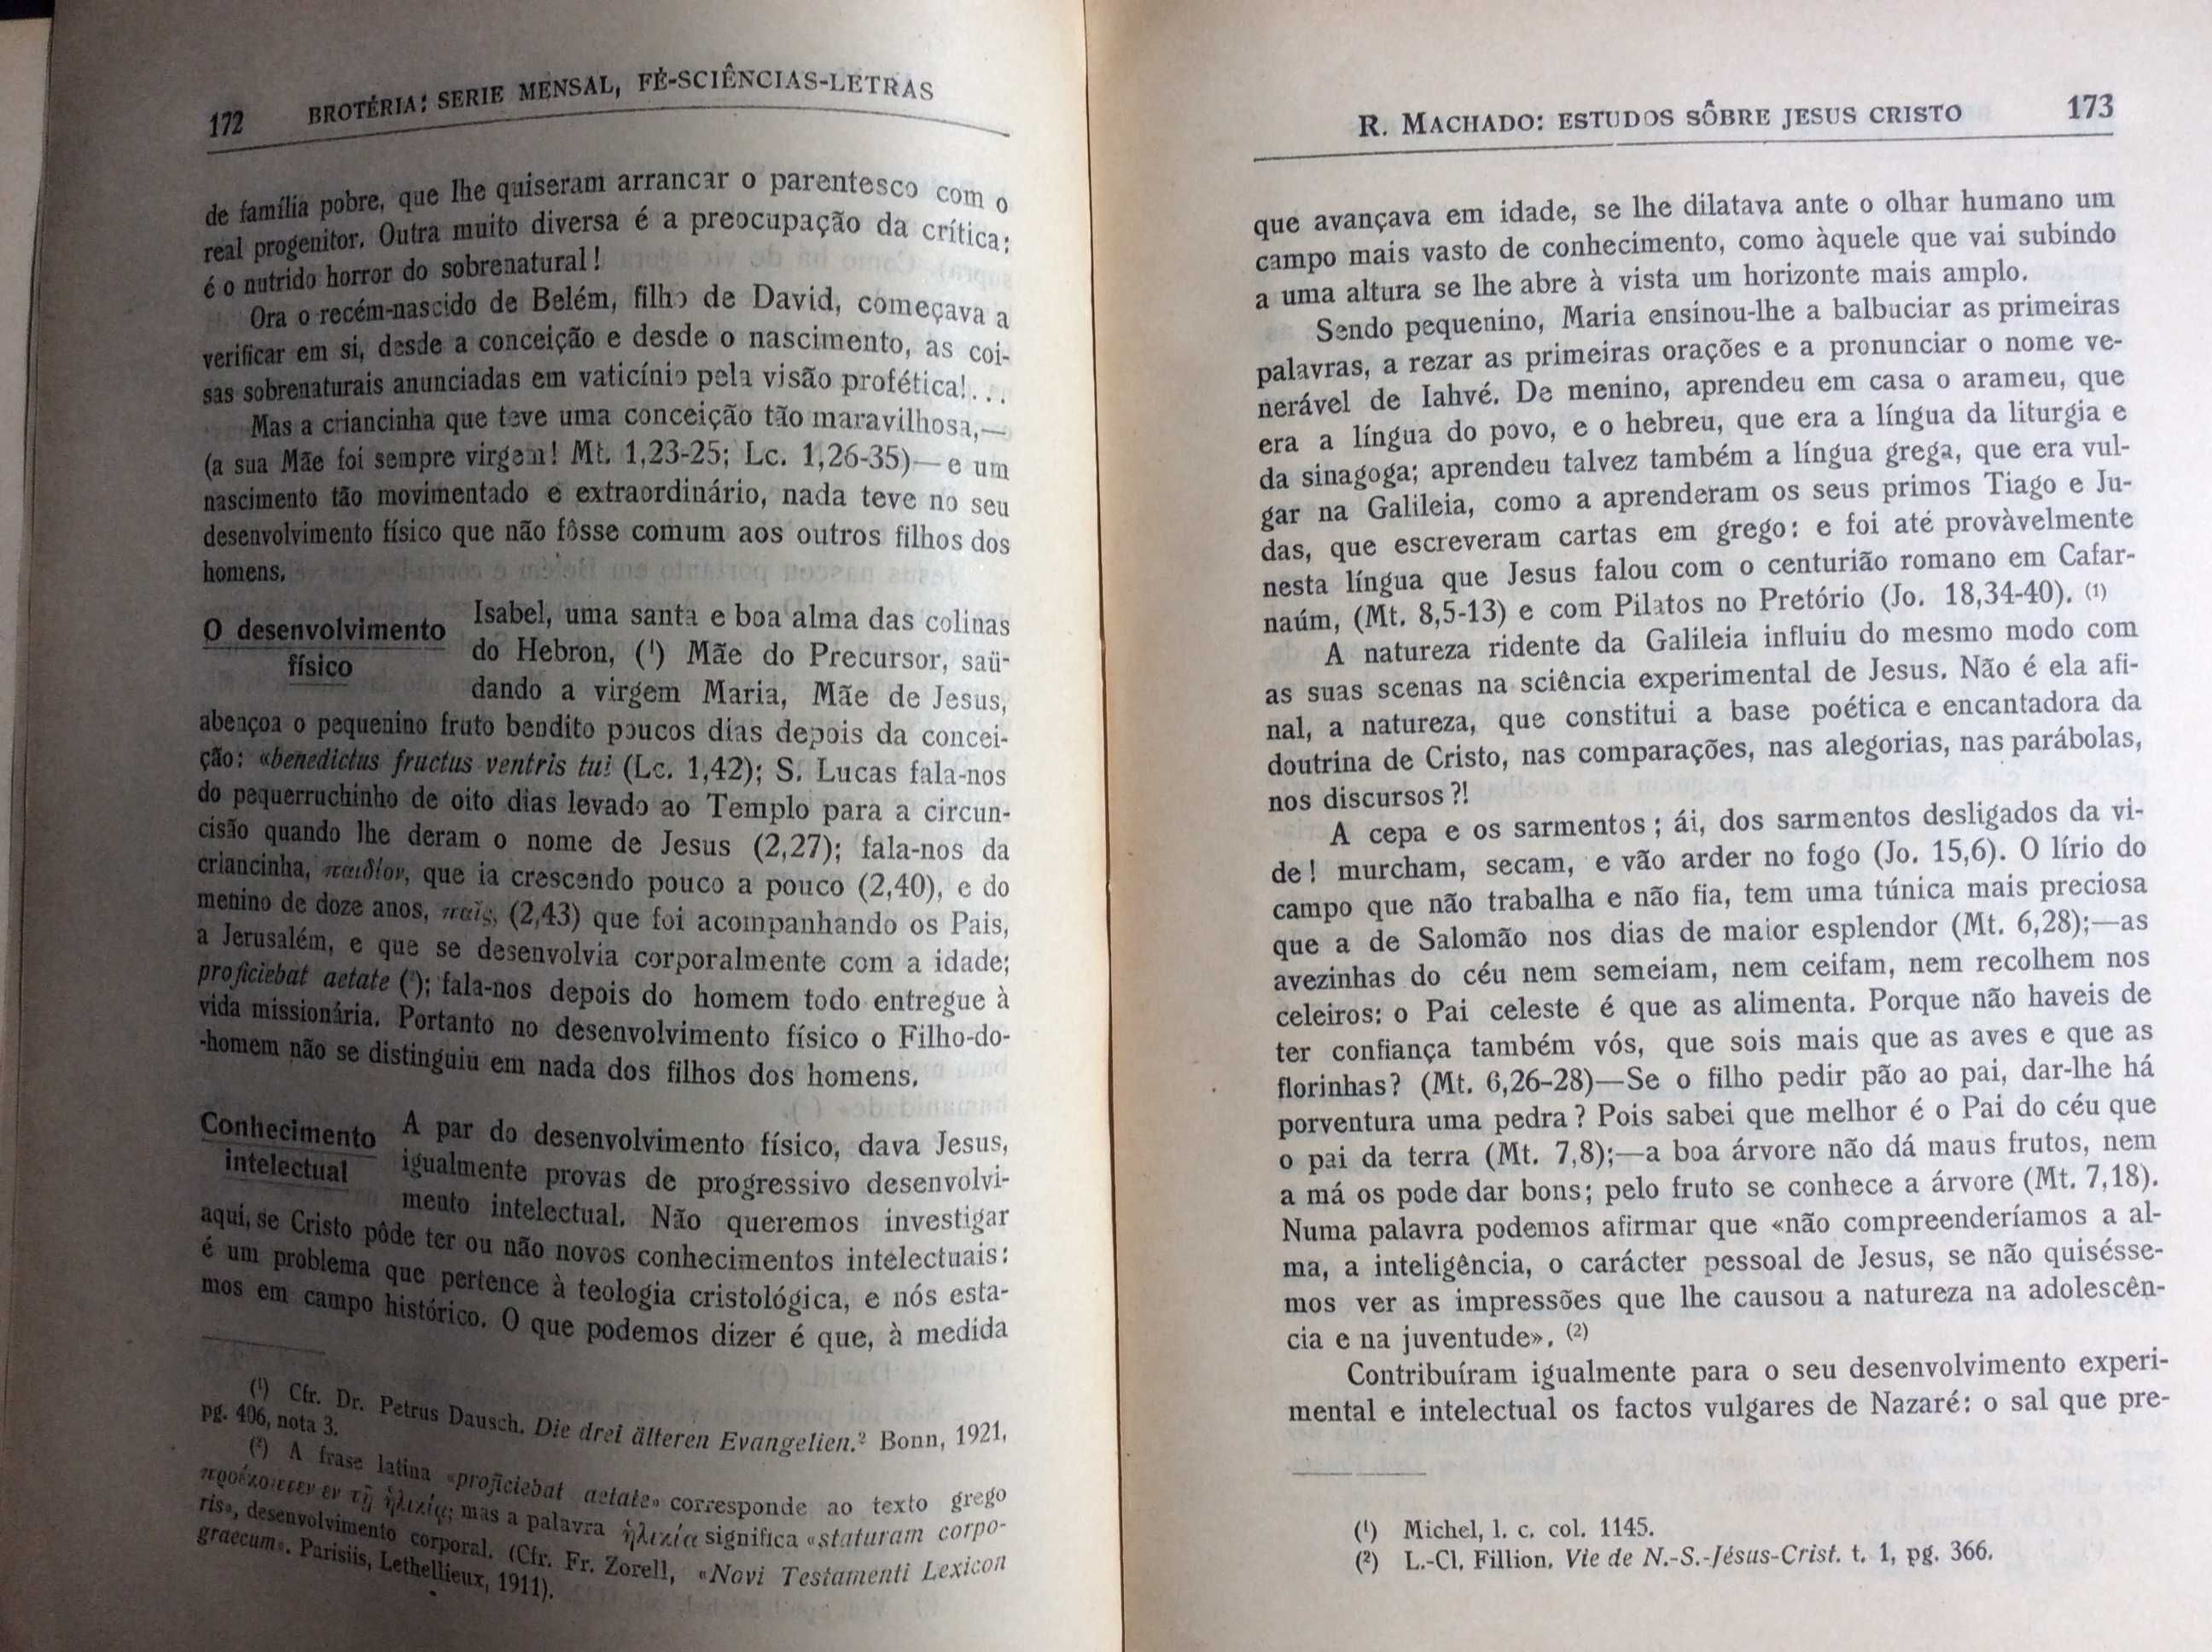 172 BROTÉRIA: SERIE MENSAL, FÉ-SCIÊNCIAS-LETRAS
de família pobre, que lhe quiseram arrancar o parentesco com o
real progenitor. Outra muito diversa é a preocupação da crítica:
é o nutrido horror do sobrenatural!
Ora o recém-nascido de Belém, filho de David, começava a
verificar em si, desde a conceição e desde o nascimento, as coi-
sas sobrenaturais anunciadas em vaticínio pela visão profética!...
Mas a criancinha que teve uma conceição tão maravilhosa,—
(a sua Mãe foi sempre virgem! Mt. 1,23-25; Lc. 1,26-35)—e um
nascimento tão movimentado e extraordinário, nada teve no seu
desenvolvimento físico que não fôsse comum aos outros filhos dos
homens.
O desenvolvimento
físico
Isabel, uma santa e boa alma das colinas
do Hebron, (¹) Mãe do Precursor, saü-
dando a virgem Maria, Mãe de Jesus,
abençoa o pequenino fruto bendito poucos dias depois da concei-
ção: «benedictus fructus ventris tui! (Lc. 1,42); S. Lucas fala-nos
do pequerruchinho de oito dias levado ao Templo para a circun-
cisão quando lhe deram o nome de Jesus (2,27); fala-nos da
criancinha, παιδίον, que ia crescendo pouco a pouco (2,40), e do
menino de doze anos, παῖς, (2,43) que foi acompanhando os Pais,
a Jerusalém, e que se desenvolvia corporalmente com a idade;
proficiebat aetate (²); fala-nos depois do homem todo entregue à
vida missionária. Portanto no desenvolvimento físico o Filho-do-
-homem não se distinguiu em nada dos filhos dos homens.
Conhecimento
intelectual
A par do desenvolvimento físico, dava Jesus,
igualmente provas de progressivo desenvolvi-
mento intelectual. Não queremos investigar
aqui, se Cristo pôde ter ou não novos conhecimentos intelectuais:
é um problema que pertence à teologia cristológica, e nós esta-
mos em campo histórico. O que podemos dizer é que, à medida
(¹) Cfr. Dr. Petrus Dausch. Die drei älteren Evangelien.² Bonn, 1921,
pg. 406, nota 3.
(²) A frase latina «proficiebat aetate» corresponde ao texto grego
προέκοπτεν εν τῇ ἡλικίᾳ; mas a palavra ἡλικία significa «staturam corpo-
ris», desenvolvimento corporal. (Cfr. Fr. Zorell, «Novi Testamenti Lexicon
graecum». Parisiis, Lethellieux, 1911).
R. MACHADO: ESTUDOS SÔBRE JESUS CRISTO 173
que avançava em idade, se lhe dilatava ante o olhar humano um
campo mais vasto de conhecimento, como àquele que vai subindo
a uma altura se lhe abre à vista um horizonte mais amplo.
Sendo pequenino, Maria ensinou-lhe a balbuciar as primeiras
palavras, a rezar as primeiras orações e a pronunciar o nome ve-
nerável de Iahvé. De menino, aprendeu em casa o arameu, que
era a língua do povo, e o hebreu, que era a língua da liturgia e
da sinagoga; aprendeu talvez também a língua grega, que era vul-
gar na Galileia, como a aprenderam os seus primos Tiago e Ju-
das, que escreveram cartas em grego: e foi até provàvelmente
nesta língua que Jesus falou com o centurião romano em Cafar-
naúm, (Mt. 8,5-13) e com Pilatos no Pretório (Jo. 18,34-40). (1)
A natureza ridente da Galileia influiu do mesmo modo com
as suas scenas na sciência experimental de Jesus. Não é ela afi-
nal, a natureza, que constitui a base poética e encantadora da
doutrina de Cristo, nas comparações, nas alegorias, nas parábolas,
nos discursos?!
A cepa e os sarmentos; ái, dos sarmentos desligados da vi-
de! murcham, secam, e vão arder no fogo (Jo. 15,6). O lírio do
campo que não trabalha e não fia, tem uma túnica mais preciosa
que a de Salomão nos dias de maior esplendor (Mt. 6,28);—as
avezinhas do céu nem semeiam, nem ceifam, nem recolhem nos
celeiros: o Pai celeste é que as alimenta. Porque não haveis de
ter confiança também vós, que sois mais que as aves e que as
florinhas? (Mt. 6,26-28)—Se o filho pedir pão ao pai, dar-lhe há
porventura uma pedra? Pois sabei que melhor é o Pai do céu que
o pai da terra (Mt. 7,8);—a boa árvore não dá maus frutos, nem
a má os pode dar bons; pelo fruto se conhece a árvore (Mt. 7,18).
Numa palavra podemos afirmar que «não compreenderíamos a al-
ma, a inteligência, o carácter pessoal de Jesus, se não quisésse-
mos ver as impressões que lhe causou a natureza na adolescên-
cia e na juventude». (2)
Contribuíram igualmente para o seu desenvolvimento experi-
mental e intelectual os factos vulgares de Nazaré: o sal que pre-
(¹) Michel, l. c. col. 1145.
(²) L.-Cl. Fillion. Vie de N.-S.-Jésus-Crist. t. 1, pg. 366.